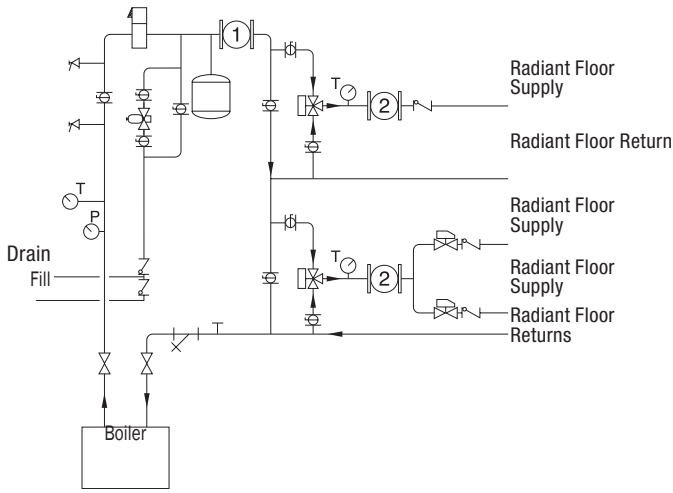 1
Radiant Floor
Supply
T
2
Radiant Floor Return
T
P
Radiant Floor
Supply
Drain
T
Fill
2
Radiant Floor
Supply
Radiant Floor
Returns
T
Boiler